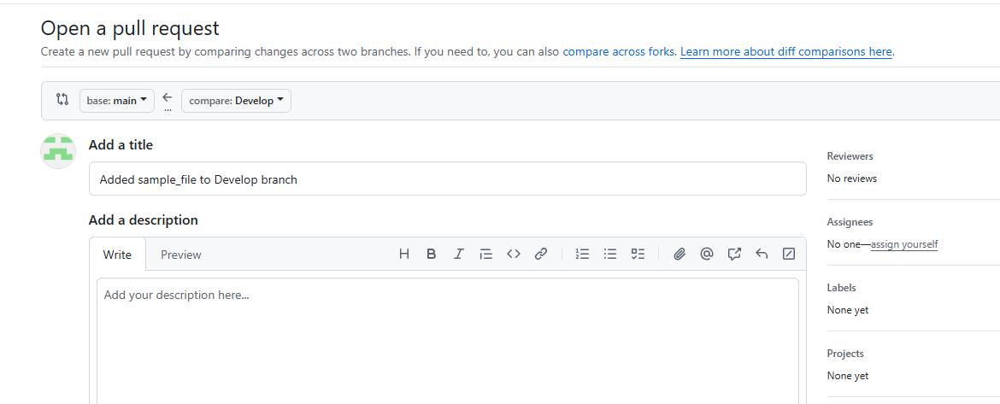 Open a pull request
Create a new pull request by comparing changes across two branches. If you need to, you can also compare across forks. Learn more about diff comparisons here.
base: main
...
compare: Develop
Add a title
Added sample_file to Develop branch
Add a description
Write
Preview
Add your description here...
Reviewers
No reviews
Assignees
No one—assign yourself
Labels
None yet
Projects
None yet